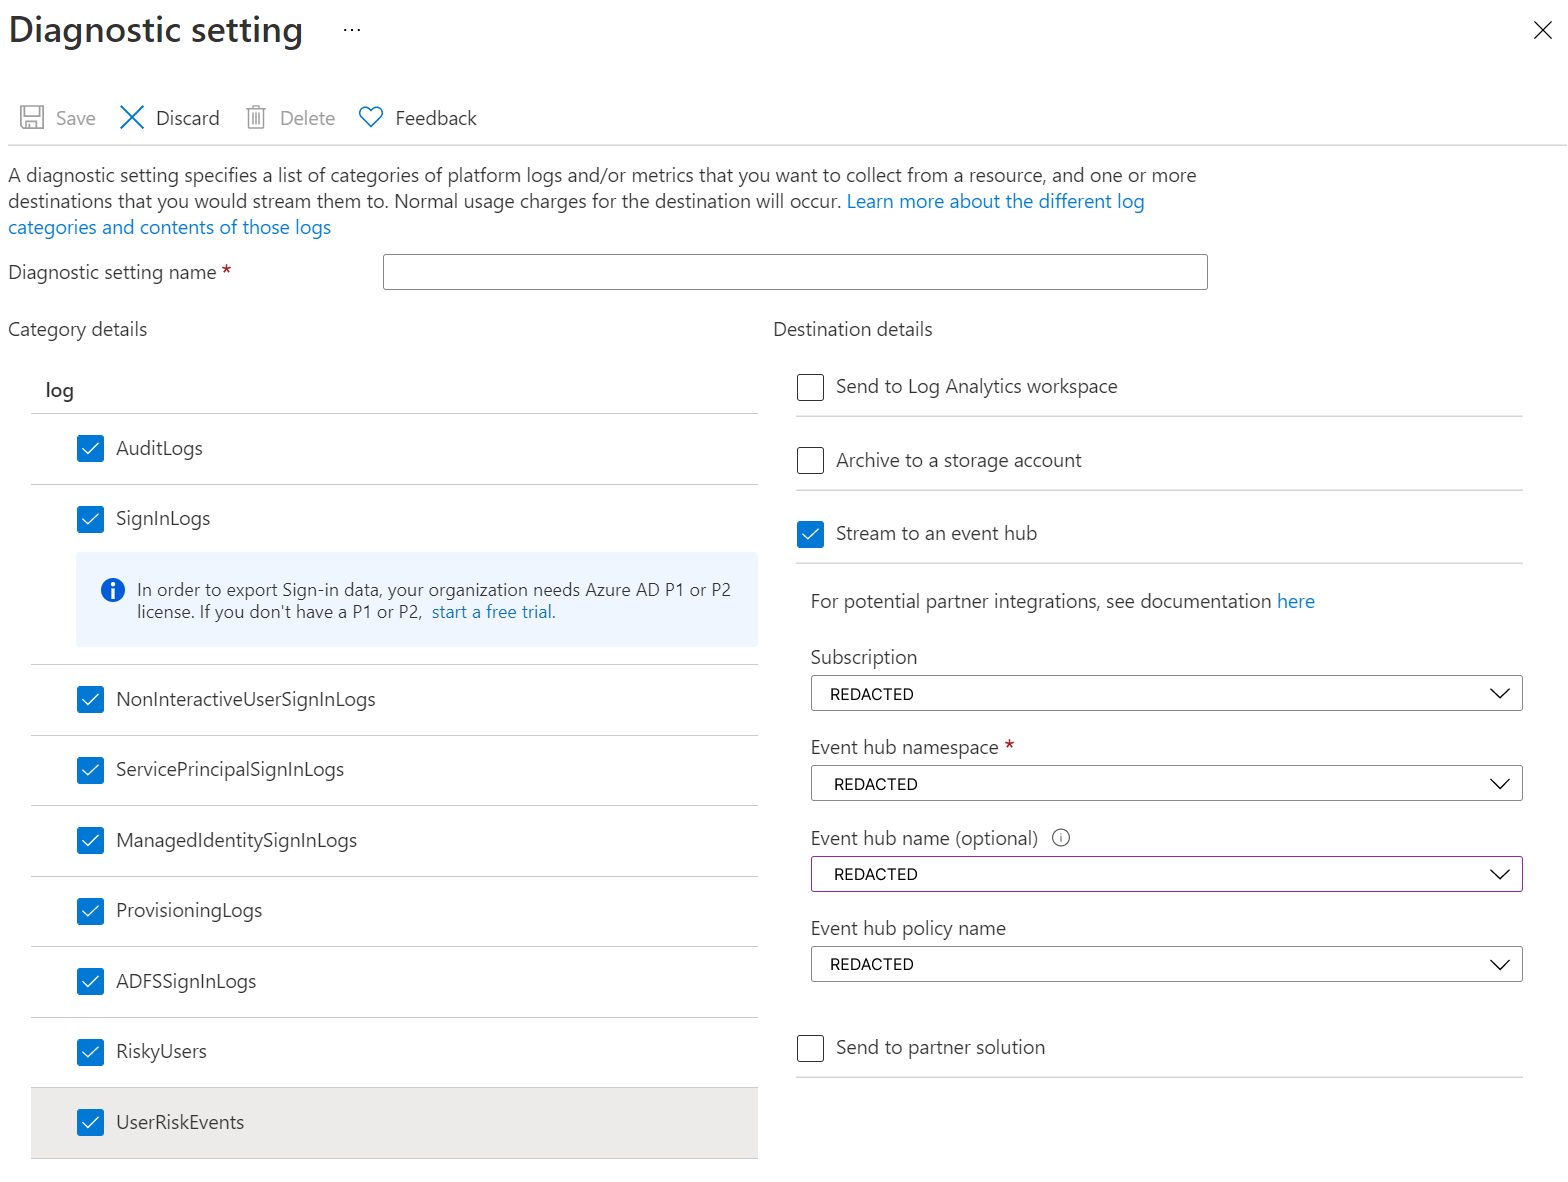 Diagnostic setting ...
Save Discard Delete Feedback
A diagnostic setting specifies a list of categories of platform logs and/or metrics that you want to collect from a resource, and one or more
destinations that you would stream them to. Normal usage charges for the destination will occur. Learn more about the different log
categories and contents of those logs
Diagnostic setting name *
Category details
log
AuditLogs
SignInLogs
In order to export Sign-in data, your organization needs Azure AD P1 or P2
license. If you don't have a P1 or P2, start a free trial.
NonInteractiveUserSignInLogs
ServicePrincipalSignInLogs
ManagedIdentitySignInLogs
ProvisioningLogs
ADFSSignInLogs
RiskyUsers
UserRiskEvents
Destination details
Send to Log Analytics workspace
Archive to a storage account
Stream to an event hub
For potential partner integrations, see documentation here
Subscription
REDACTED
Event hub namespace *
REDACTED
Event hub name (optional)
REDACTED
Event hub policy name
REDACTED
Send to partner solution